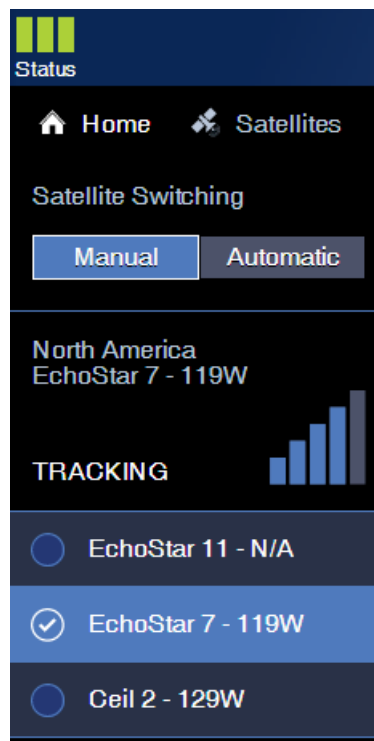 Status
Home Satellites
Satellite Switching
Manual Automatic
North America
EchoStar 7 - 119W
TRACKING
EchoStar 11 - N/A
EchoStar 7 - 119W
Ceil 2 - 129W